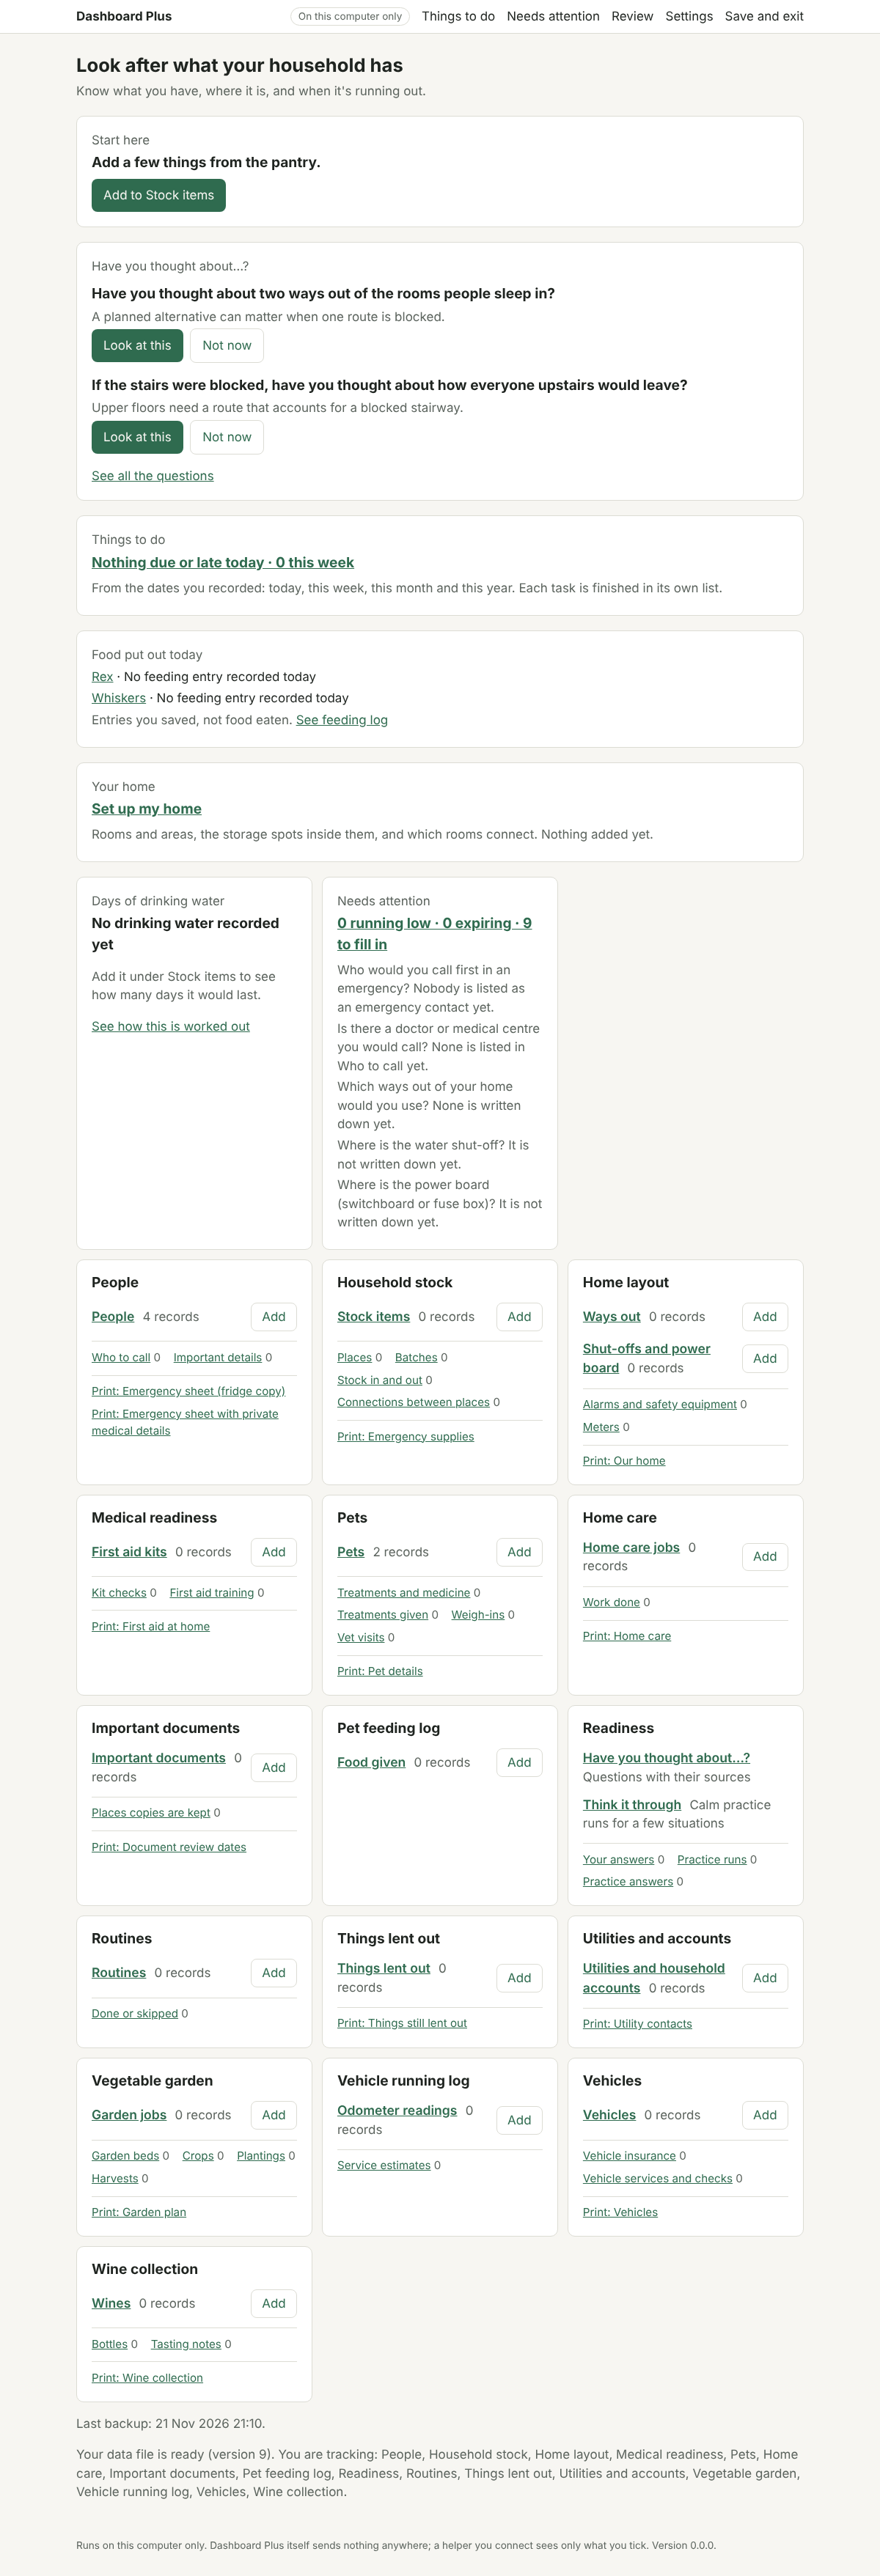 Dashboard Plus
On this computer only
Things to do
Needs attention
Review
Settings
Save and exit
Look after what your household has
Know what you have, where it is, and when it's running out.
Start here
Add a few things from the pantry.
Add to Stock items
Have you thought about...?
Have you thought about two ways out of the rooms people sleep in?
A planned alternative can matter when one route is blocked.
Look at this
Not now
If the stairs were blocked, have you thought about how everyone upstairs would leave?
Upper floors need a route that accounts for a blocked stairway.
Look at this
Not now
See all the questions
Things to do
Nothing due or late today · 0 this week
From the dates you recorded: today, this week, this month and this year. Each task is finished in its own list.
Food put out today
Rex · No feeding entry recorded today
Whiskers · No feeding entry recorded today
Entries you saved, not food eaten. See feeding log
Your home
Set up my home
Rooms and areas, the storage spots inside them, and which rooms connect. Nothing added yet.
Days of drinking water
No drinking water recorded
yet
Add it under Stock items to see
how many days it would last.
See how this is worked out
Needs attention
0 running low · 0 expiring · 9
to fill in
Who would you call first in an
emergency? Nobody is listed as
an emergency contact yet.
Is there a doctor or medical centre
you would call? None is listed in
Who to call yet.
Which ways out of your home
would you use? None is written
down yet.
Where is the water shut-off? It is
not written down yet.
Where is the power board
(switchboard or fuse box)? It is not
written down yet.
People
People 4 records
Add
Who to call 0 Important details 0
Print: Emergency sheet (fridge copy)
Print: Emergency sheet with private
medical details
Household stock
Stock items 0 records
Add
Places 0 Batches 0
Stock in and out 0
Connections between places 0
Print: Emergency supplies
Home layout
Ways out 0 records
Add
Shut-offs and power
board 0 records
Add
Alarms and safety equipment 0
Meters 0
Print: Our home
Medical readiness
First aid kits 0 records
Add
Kit checks 0 First aid training 0
Print: First aid at home
Pets
Pets 2 records
Add
Treatments and medicine 0
Treatments given 0 Weigh-ins 0
Vet visits 0
Print: Pet details
Home care
Home care jobs 0
records
Add
Work done 0
Print: Home care
Important documents
Important documents 0
records
Add
Places copies are kept 0
Print: Document review dates
Pet feeding log
Food given 0 records
Add
Readiness
Have you thought about...?
Questions with their sources
Think it through Calm practice
runs for a few situations
Your answers 0 Practice runs 0
Practice answers 0
Routines
Routines 0 records
Add
Done or skipped 0
Things lent out
Things lent out 0
records
Add
Print: Things still lent out
Utilities and accounts
Utilities and household
accounts 0 records
Add
Print: Utility contacts
Vegetable garden
Garden jobs 0 records
Add
Garden beds 0 Crops 0 Plantings 0
Harvests 0
Print: Garden plan
Vehicle running log
Odometer readings 0
records
Add
Service estimates 0
Vehicles
Vehicles 0 records
Add
Vehicle insurance 0
Vehicle services and checks 0
Print: Vehicles
Wine collection
Wines 0 records
Add
Bottles 0 Tasting notes 0
Print: Wine collection
Last backup: 21 Nov 2026 21:10.
Your data file is ready (version 9). You are tracking: People, Household stock, Home layout, Medical readiness, Pets, Home
care, Important documents, Pet feeding log, Readiness, Routines, Things lent out, Utilities and accounts, Vegetable garden,
Vehicle running log, Vehicles, Wine collection.
Runs on this computer only. Dashboard Plus itself sends nothing anywhere; a helper you connect sees only what you tick. Version 0.0.0.